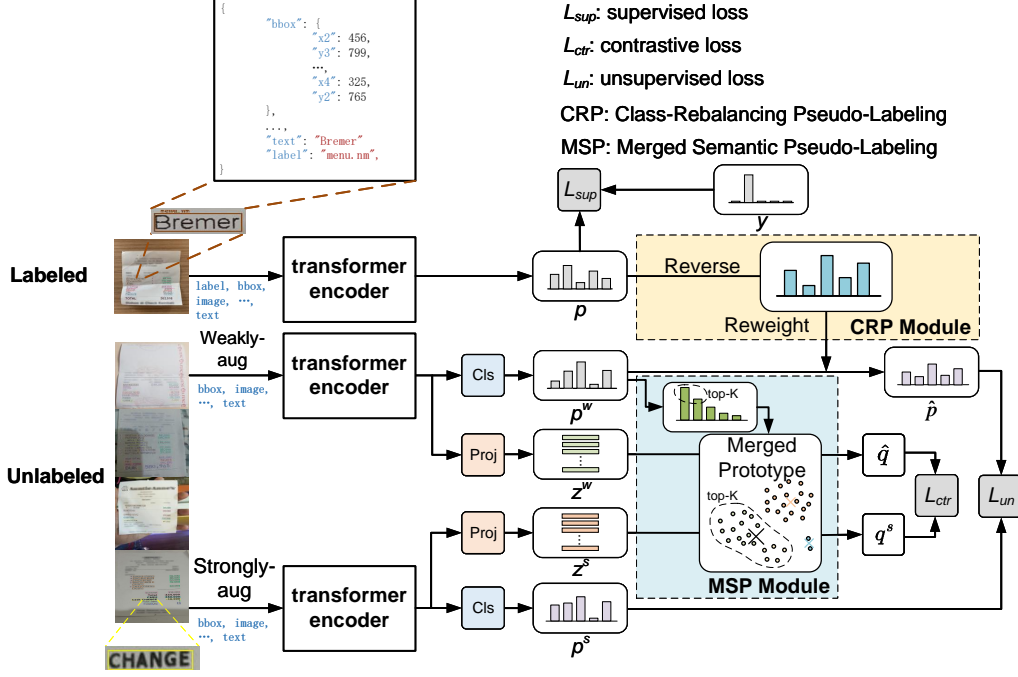 {
"bbox": {
"x2": 456,
"y3": 799,
…,
"x4": 325,
"y2": 765
},
...,
"text": "Bremer"
"label": "menu.nm",
}
L_sup: supervised loss
L_ctr: contrastive loss
L_un: unsupervised loss
CRP: Class-Rebalancing Pseudo-Labeling
MSP: Merged Semantic Pseudo-Labeling
L_sup
y
menu.nm
Bremer
Labeled
label, bbox,
image, …,
text
transformer
encoder
p
Reverse
Reweight
CRP Module
Weakly-
aug
bbox, image,
…, text
transformer
encoder
Cls
p^w
top-K
p̂
Unlabeled
Proj
z^w
Merged
Prototype
top-K
q̂
L_ctr
L_un
Proj
z^s
q^s
MSP Module
Strongly-
aug
bbox, image,
…, text
transformer
encoder
Cls
p^s
CHANGE